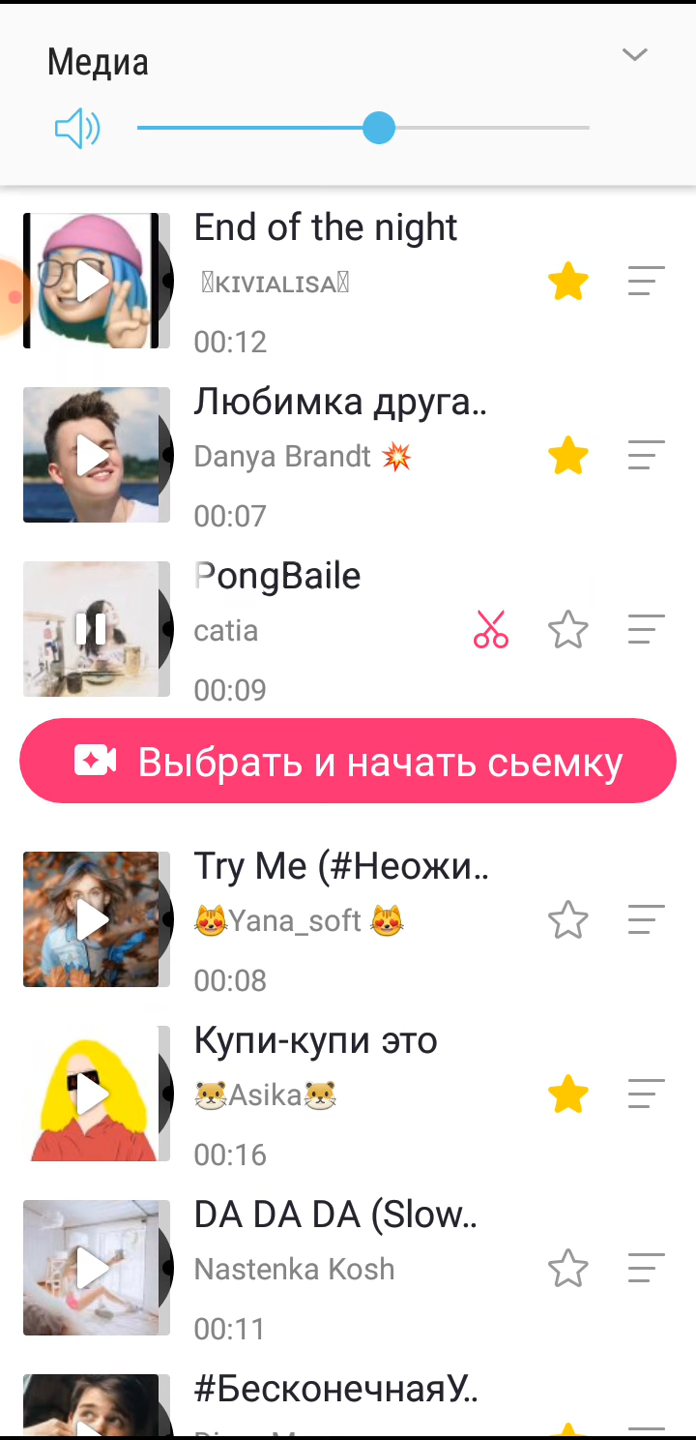 Медиа
End of the night
KIVIALISA
00:12
Любимка друга..
Danya Brandt 💥
00:07
PongBaile
catia
00:09
Выбрать и начать сьемку
Try Me (#Неожи..
😻Yana_soft 😻
00:08
Купи-купи это
🐹Asika🐹
00:16
DA DA DA (Slow..
Nastenka Kosh
00:11
#БесконечнаяУ..